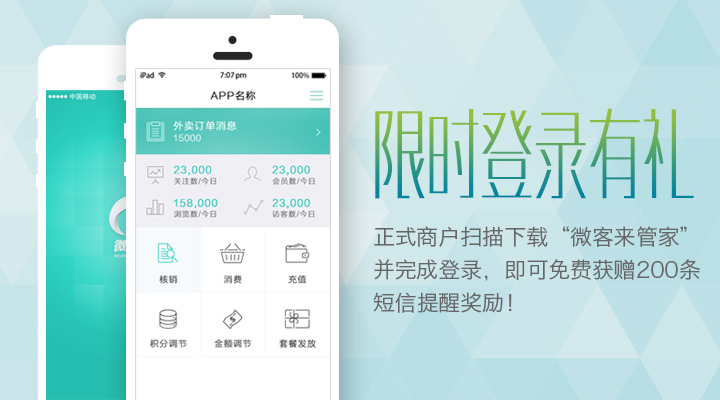 中国移动
微
iPad
7:07 pm
100%
APP名称
外卖订单消息
15000
23,000
关注数/今日
23,000
会员数/今日
158,000
浏览数/今日
23,000
访客数/今日
核销
消费
充值
积分调节
金额调节
套餐发放
限时登录有礼
正式商户扫描下载“微客来管家”
并完成登录，即可免费获赠200条
短信提醒奖励！